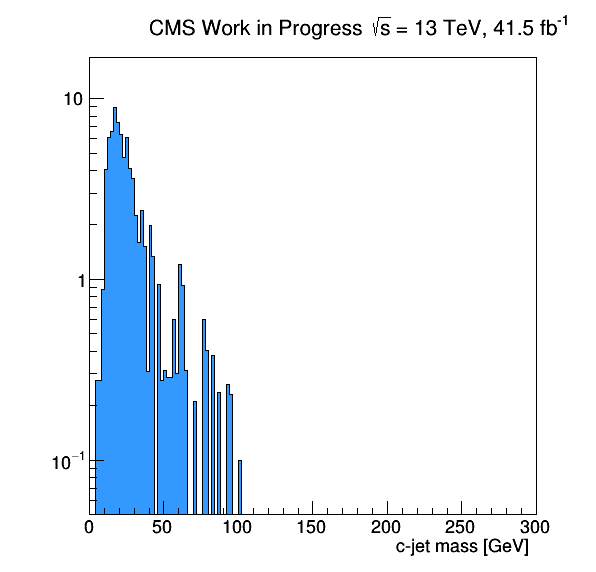 CMS Work in Progress √s = 13 TeV, 41.5 fb⁻¹
10
1
10⁻¹
0 50 100 150 200 250 300
c-jet mass [GeV]